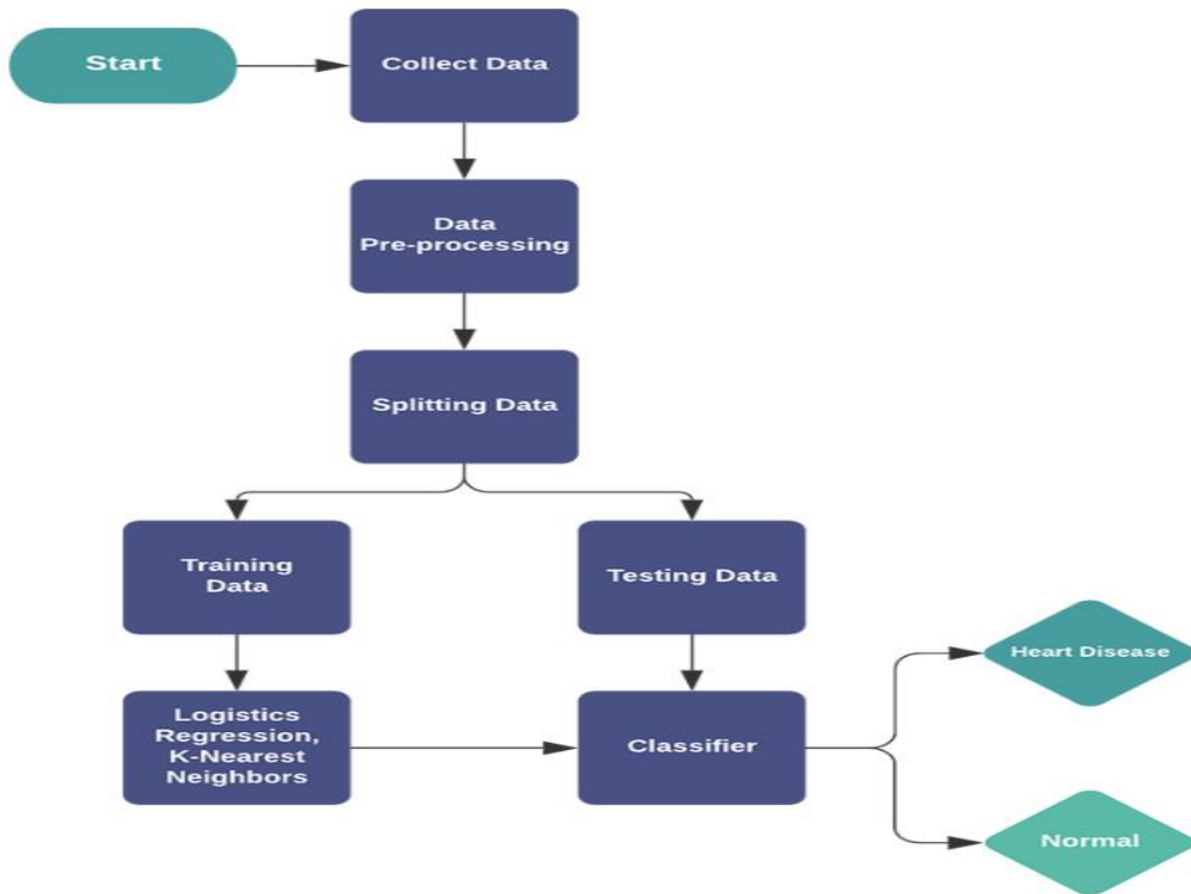 Start
Collect Data
Data
Pre-processing
Splitting Data
Training
Data
Testing Data
Logistics
Regression,
K-Nearest
Neighbors
Classifier
Heart Disease
Normal